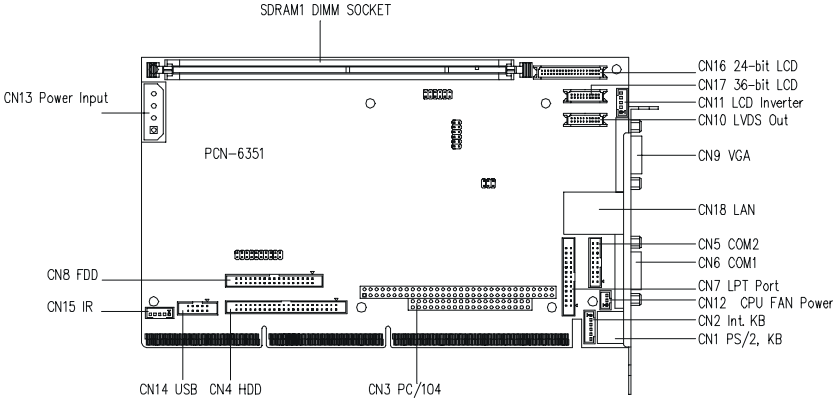 SDRAM1 DIMM SOCKET
CN16 24-bit LCD
CN17 36-bit LCD
CN13 Power Input
CN11 LCD Inverter
CN10 LVDS Out
PCN-6351
CN9 VGA
CN18 LAN
CN5 COM2
CN6 COM1
CN8 FDD
CN7 LPT Port
CN15 IR
CN12 CPU FAN Power
CN2 Int. KB
CN1 PS/2, KB
CN14 USB
CN4 HDD
CN3 PC/104